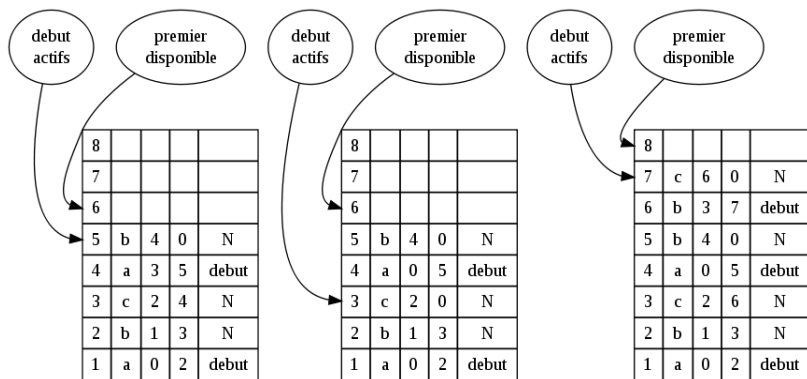 debut
actifs
premier
disponible
debut
actifs
premier
disponible
debut
actifs
premier
disponible
8
7
6
5 b 4 0 N
4 a 3 5 debut
3 c 2 4 N
2 b 1 3 N
1 a 0 2 debut
8
7
6
5 b 4 0 N
4 a 0 5 debut
3 c 2 0 N
2 b 1 3 N
1 a 0 2 debut
8
7 c 6 0 N
6 b 3 7 debut
5 b 4 0 N
4 a 0 5 debut
3 c 2 6 N
2 b 1 3 N
1 a 0 2 debut